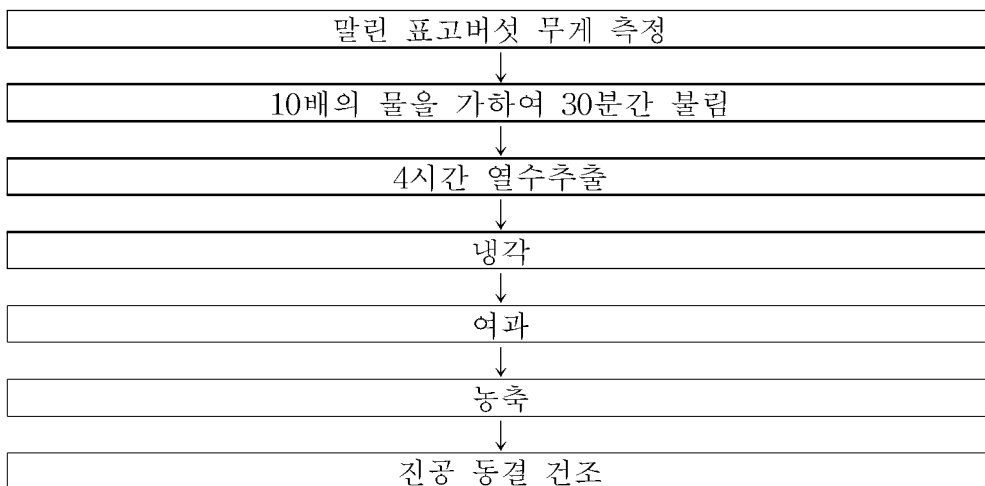 말린 표고버섯 무게 측정
↓
10배의 물을 가하여 30분간 불림
↓
4시간 열수추출
↓
냉각
↓
여과
↓
농축
↓
진공 동결 건조